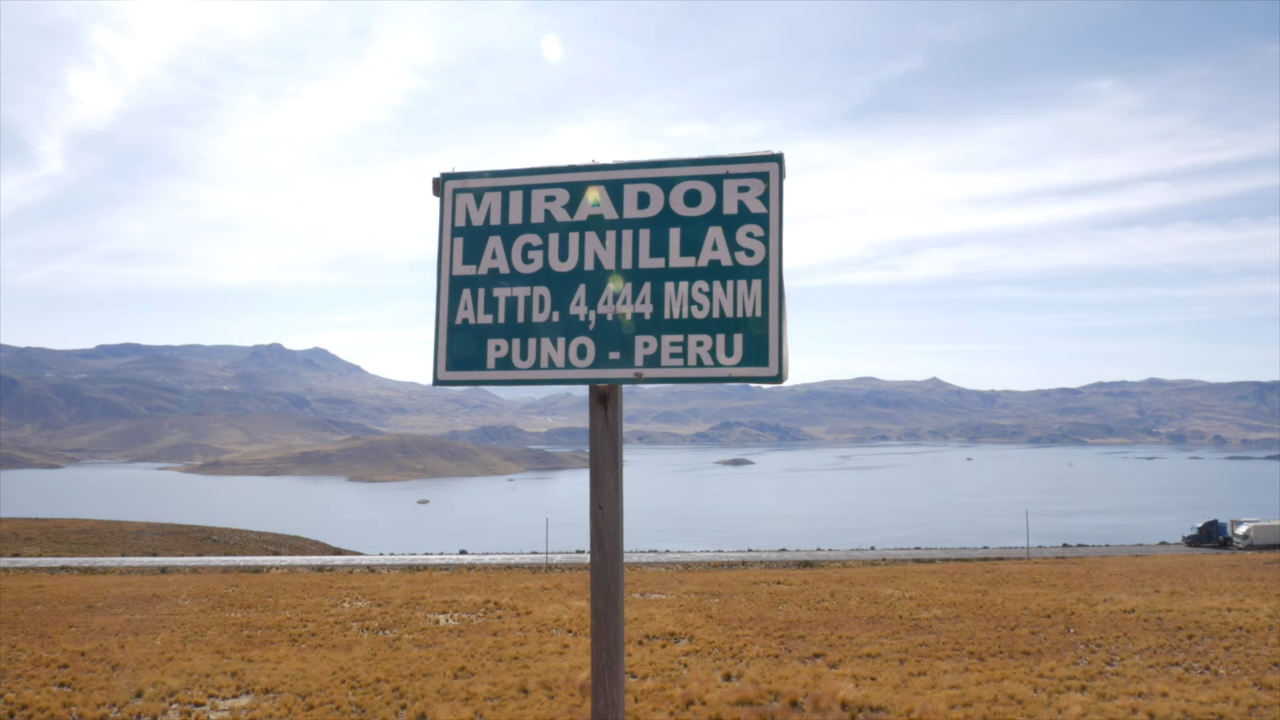 MIRADOR
LAGUNILLAS
ALTTD. 4,444 MSNM
PUNO - PERU